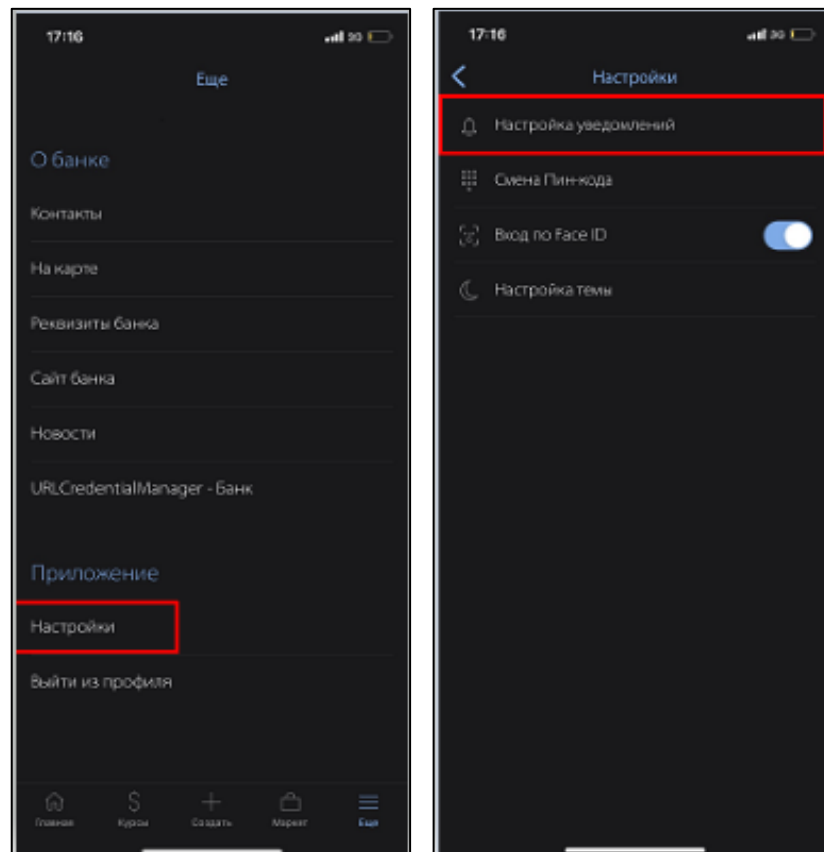 17:16
3G
Еще
О банке
Контакты
На карте
Реквизиты банка
Сайт банка
Новости
URLCredentialManager - Банк
Приложение
Настройки
Выйти из профиля
Главная
Курсы
Создать
Маркет
Еще
17:16
3G
Настройки
Настройка уведомлений
Смена Пин-кода
Вход по Face ID
Настройка темы